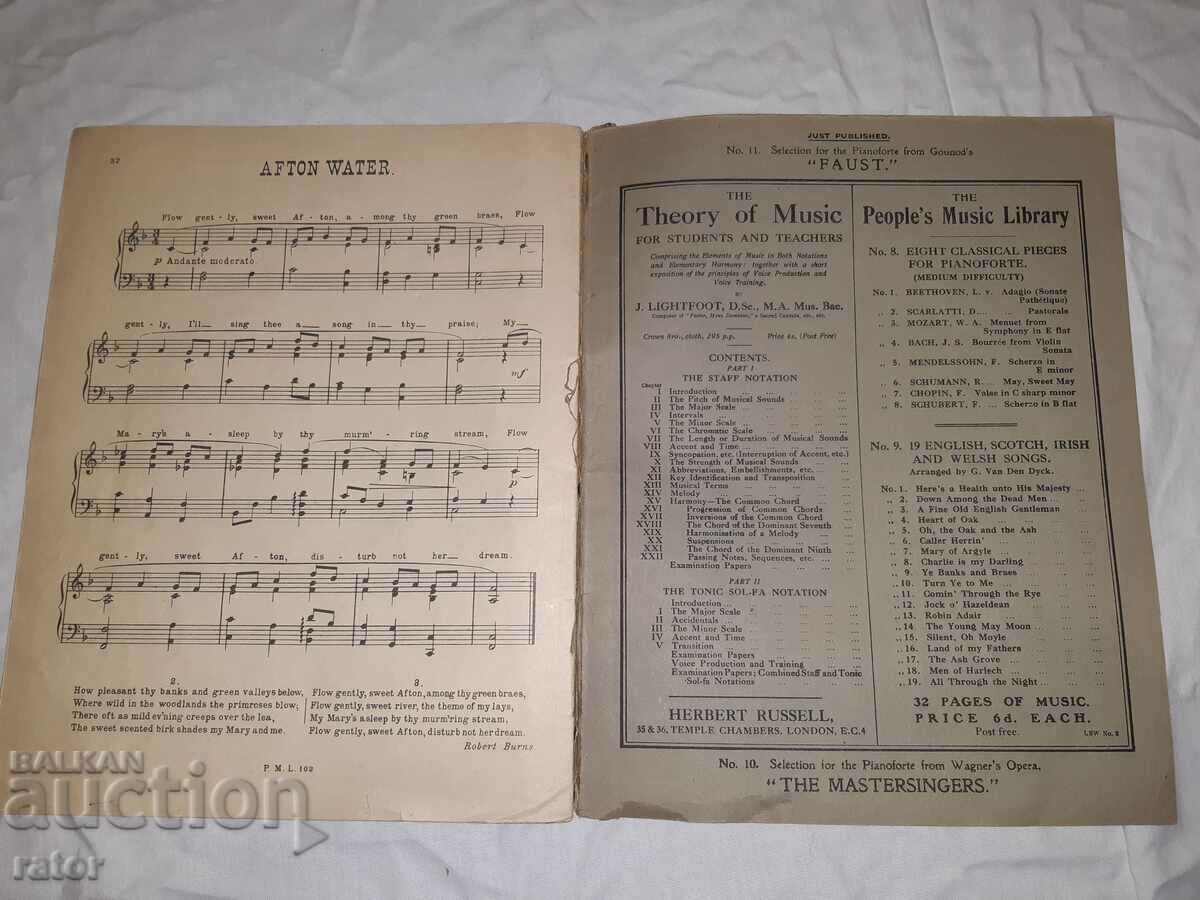 32
AFTON WATER.
Flow gent - ly, sweet Af - ton, a - mong thy green braes, Flow
p Andante moderato
gent - ly, I'll sing thee a song in thy praise; My
mf
Ma - ry's a - sleep by thy murm' - ring stream, Flow
gent - ly, sweet Af - ton, dis - turb not her dream.
2.
How pleasant thy banks and green valleys below,
Where wild in the woodlands the primroses blow;
There oft as mild ev'ning creeps over the lea,
The sweet scented birk shades my Mary and me.
3.
Flow gently, sweet Afton, among thy green braes,
Flow gently, sweet river, the theme of my lays,
My Mary's asleep by thy murm'ring stream,
Flow gently, sweet Afton, disturb not her dream.
Robert Burns
P. M. L. 102
JUST PUBLISHED.
No. 11. Selection for the Pianoforte from Gounod's
"FAUST."
THE
Theory of Music
FOR STUDENTS AND TEACHERS
Comprising the Elements of Music in Both Notations
and Elementary Harmony; together with a short
exposition of the principles of Voice Production and
Voice Training.
BY
J. LIGHTFOOT, D.Sc., M.A. Mus. Bac.
Crown 8vo., cloth, 205 p.p. Price 4s. (Post Free)
CONTENTS.
PART I
THE STAFF NOTATION
Chapter
I Introduction
II The Pitch of Musical Sounds
III The Major Scale
IV Intervals
V The Minor Scale
VI The Chromatic Scale
VII The Length or Duration of Musical Sounds
VIII Accent and Time
IX Syncopation, etc. (Interruption of Accent, etc.)
X The Strength of Musical Sounds
XI Abbreviations, Embellishments, etc.
XII Key Identification and Transposition
XIII Musical Terms
XIV Melody
XV Harmony—The Common Chord
XVI Progression of Common Chords
XVII Inversions of the Common Chord
XVIII The Chord of the Dominant Seventh
XIX Harmonisation of a Melody
XX Suspensions
XXI The Chord of the Dominant Ninth
XXII Passing Notes, Sequences, etc.
Examination Papers
PART II
THE TONIC SOL-FA NOTATION
Introduction
I The Major Scale
II Accidentals
III The Minor Scale
IV Accent and Time
V Transition
Examination Papers
Voice Production and Training
Examination Papers; Combined Staff and Tonic
Sol-fa Notations
HERBERT RUSSELL,
35 & 36, TEMPLE CHAMBERS, LONDON, E.C.4
THE
People's Music Library
No. 8. EIGHT CLASSICAL PIECES
FOR PIANOFORTE.
(MEDIUM DIFFICULTY)
No. 1. BEETHOVEN, L. v. Adagio (Sonate
Pathétique)
„ 2. SCARLATTI, D.... Pastorale
„ 3. MOZART, W. A. Menuet from
Symphony in E flat
„ 4. BACH, J. S. Bourrée from Violin
Sonata
„ 5. MENDELSSOHN, F. Scherzo in
E minor
„ 6. SCHUMANN, R.... May, Sweet May
„ 7. CHOPIN, F. Valse in C sharp minor
„ 8. SCHUBERT, F. ... Scherzo in B flat
No. 9. 19 ENGLISH, SCOTCH, IRISH
AND WELSH SONGS.
Arranged by G. Van Den Dyck.
No. 1. Here's a Health unto His Majesty
„ 2. Down Among the Dead Men
„ 3. A Fine Old English Gentleman
„ 4. Heart of Oak
„ 5. Oh, the Oak and the Ash
„ 6. Caller Herrin'
„ 7. Mary of Argyle
„ 8. Charlie is my Darling
„ 9. Ye Banks and Braes
„ 10. Turn Ye to Me
„ 11. Comin' Through the Rye
„ 12. Jock o' Hazeldean
„ 13. Robin Adair
„ 14 The Young May Moon
„ 15. Silent, Oh Moyle
„ 16. Land of my Fathers
„ 17. The Ash Grove
„ 18. Men of Harlech
„ 19. All Through the Night
32 PAGES OF MUSIC.
PRICE 6d. EACH.
Post free.
No. 10. Selection for the Pianoforte from Wagner's Opera,
"THE MASTERSINGERS."
BALKAN
auction
rator